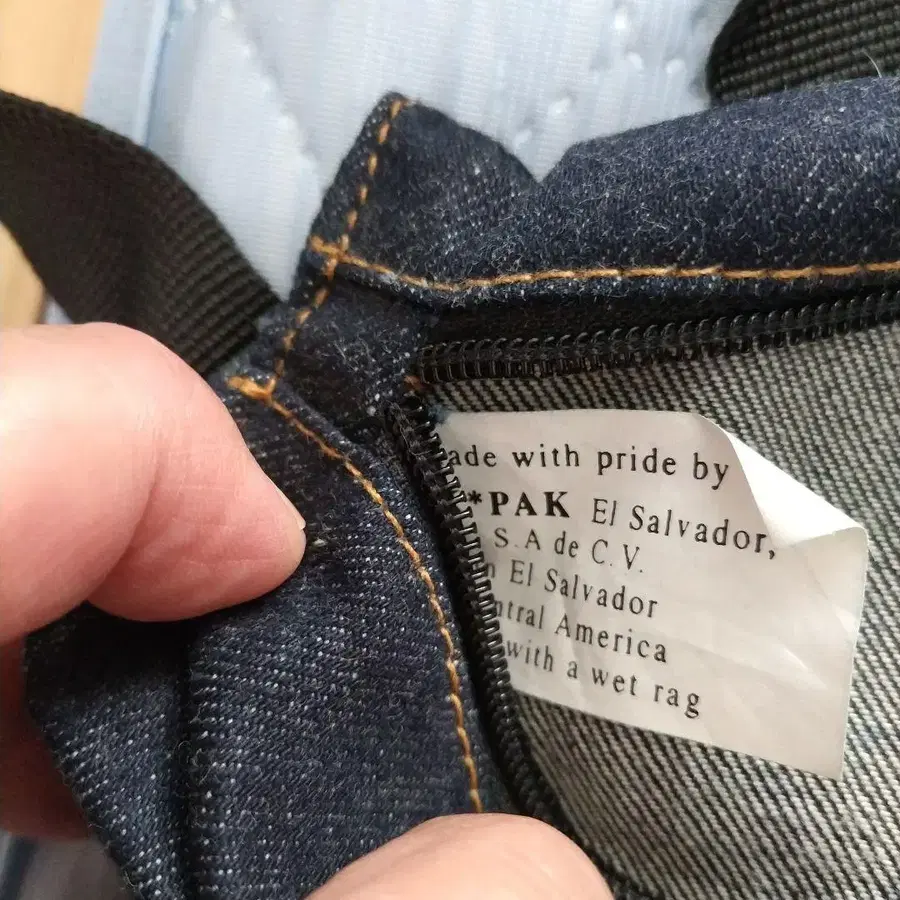 ade with pride by
*PAK El Salvador,
S.A de C.V.
n El Salvador
ntral America
with a wet rag